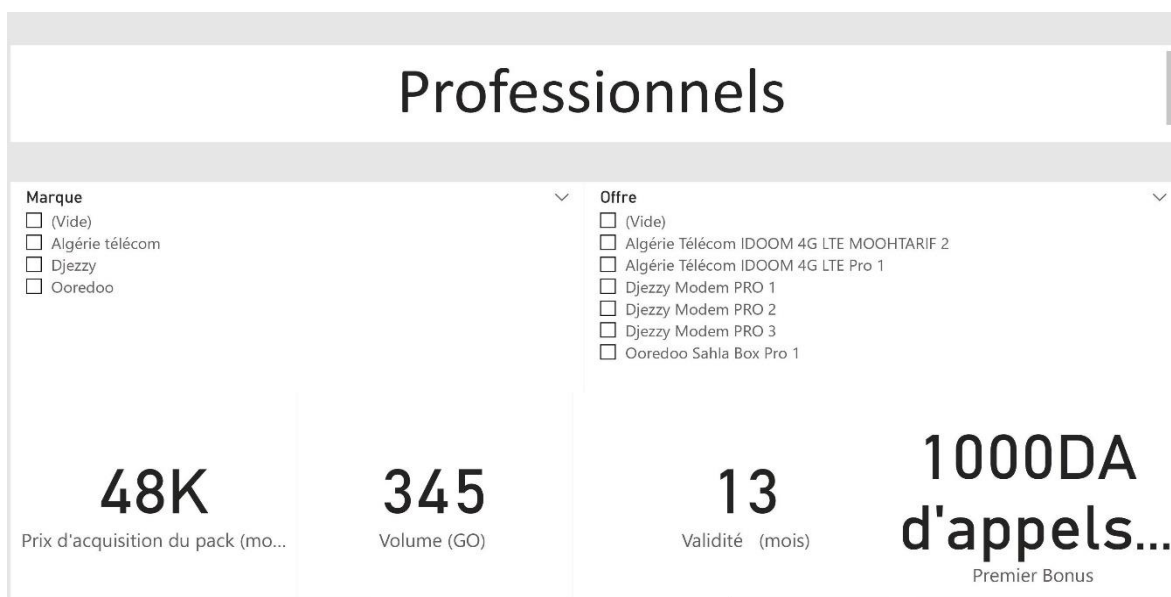 Professionnels
Marque
(Vide)
Algérie télécom
Djezzy
Ooredoo
Offre
(Vide)
Algérie Télécom IDOOM 4G LTE MOOHTARIF 2
Algérie Télécom IDOOM 4G LTE Pro 1
Djezzy Modem PRO 1
Djezzy Modem PRO 2
Djezzy Modem PRO 3
Ooredoo Sahla Box Pro 1
48K
Prix d'acquisition du pack (mo...
345
Volume (GO)
13
Validité (mois)
1000DA
d'appels...
Premier Bonus